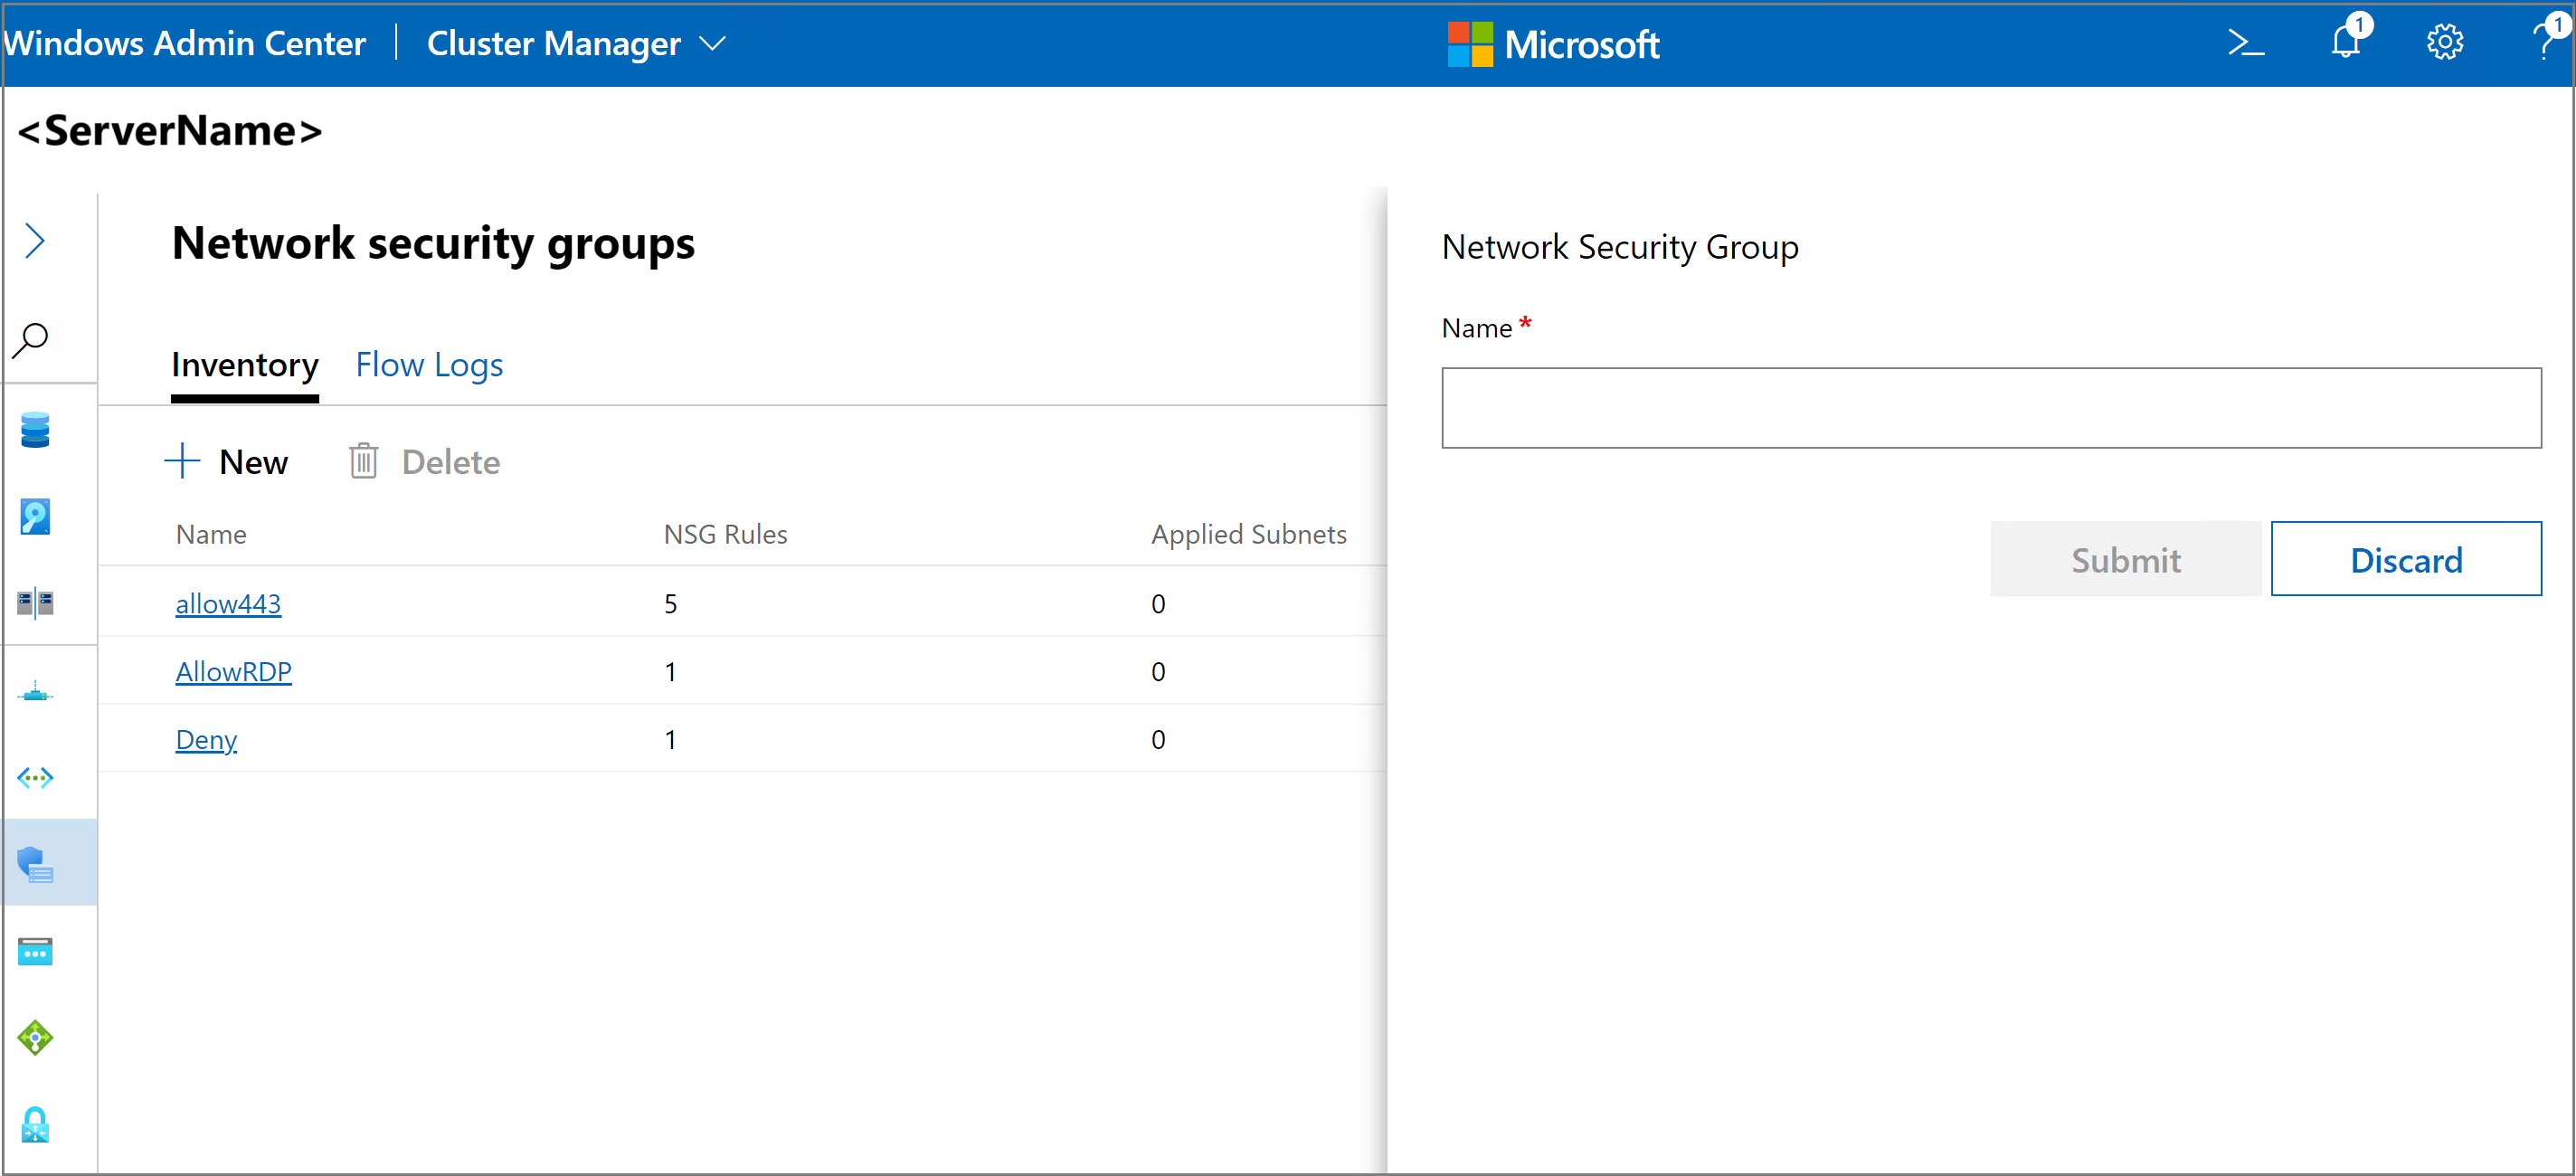 Windows Admin Center | Cluster Manager
Microsoft
1
1
<ServerName>
Network security groups
Inventory Flow Logs
New Delete
Name NSG Rules Applied Subnets
allow443 5 0
AllowRDP 1 0
Deny 1 0
Network Security Group
Name *
Submit Discard